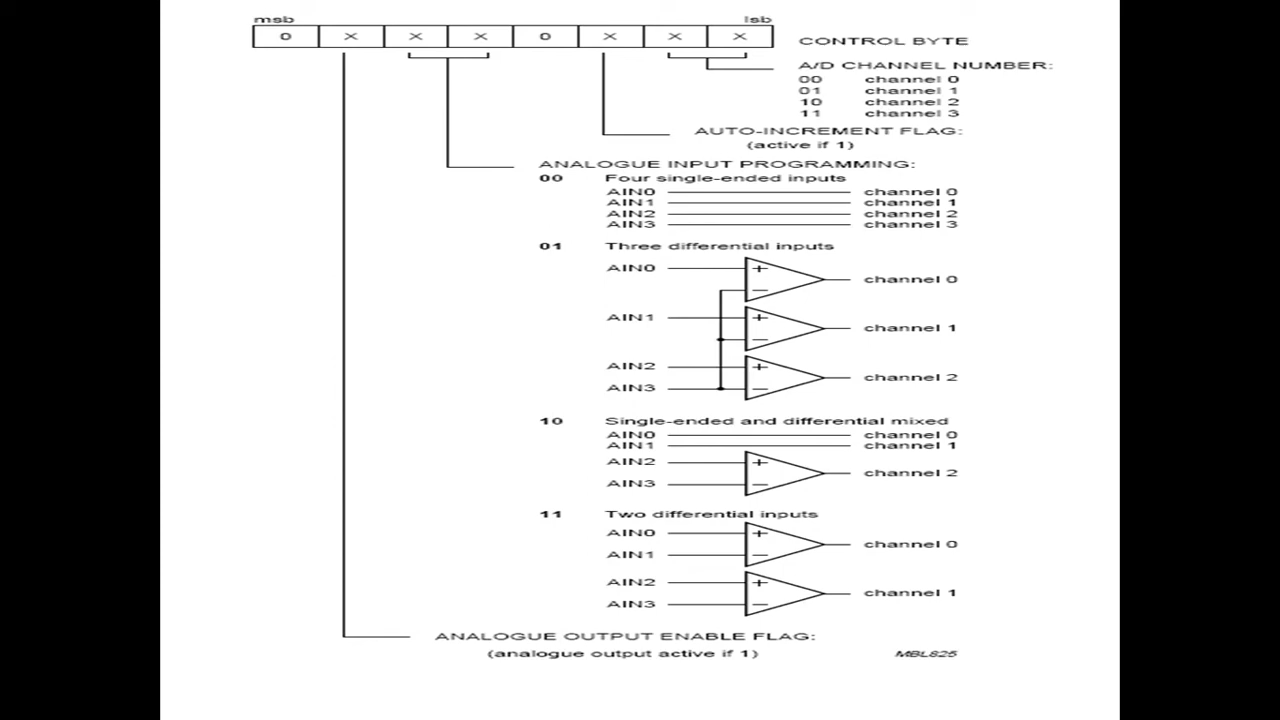 msb lsb
0 X X X 0 X X X CONTROL BYTE
A/D CHANNEL NUMBER:
00 channel 0
01 channel 1
10 channel 2
11 channel 3
AUTO-INCREMENT FLAG:
(active if 1)
ANALOGUE INPUT PROGRAMMING:
00 Four single-ended inputs
AIN0 channel 0
AIN1 channel 1
AIN2 channel 2
AIN3 channel 3
01 Three differential inputs
AIN0 + channel 0
−
AIN1 + channel 1
−
AIN2 + channel 2
AIN3 −
10 Single-ended and differential mixed
AIN0 channel 0
AIN1 channel 1
AIN2 + channel 2
AIN3 −
11 Two differential inputs
AIN0 + channel 0
AIN1 −
AIN2 + channel 1
AIN3 −
ANALOGUE OUTPUT ENABLE FLAG:
(analogue output active if 1) MBL825